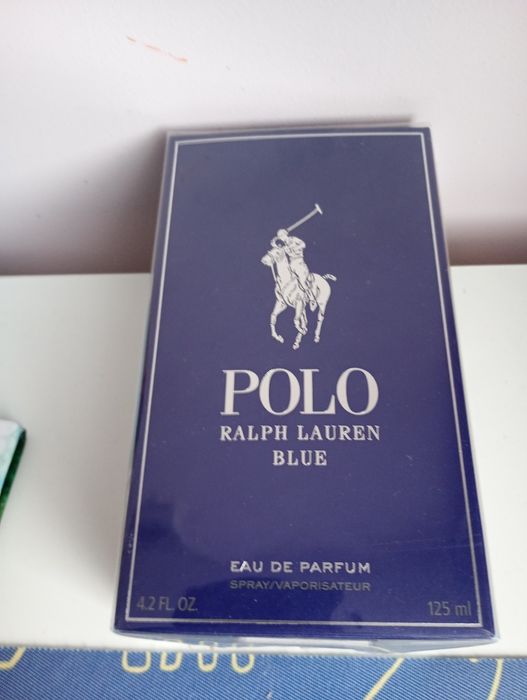 POLO
RALPH LAUREN
BLUE
EAU DE PARFUM
SPRAY/VAPORISATEUR
4.2 FL. OZ. 125 ml